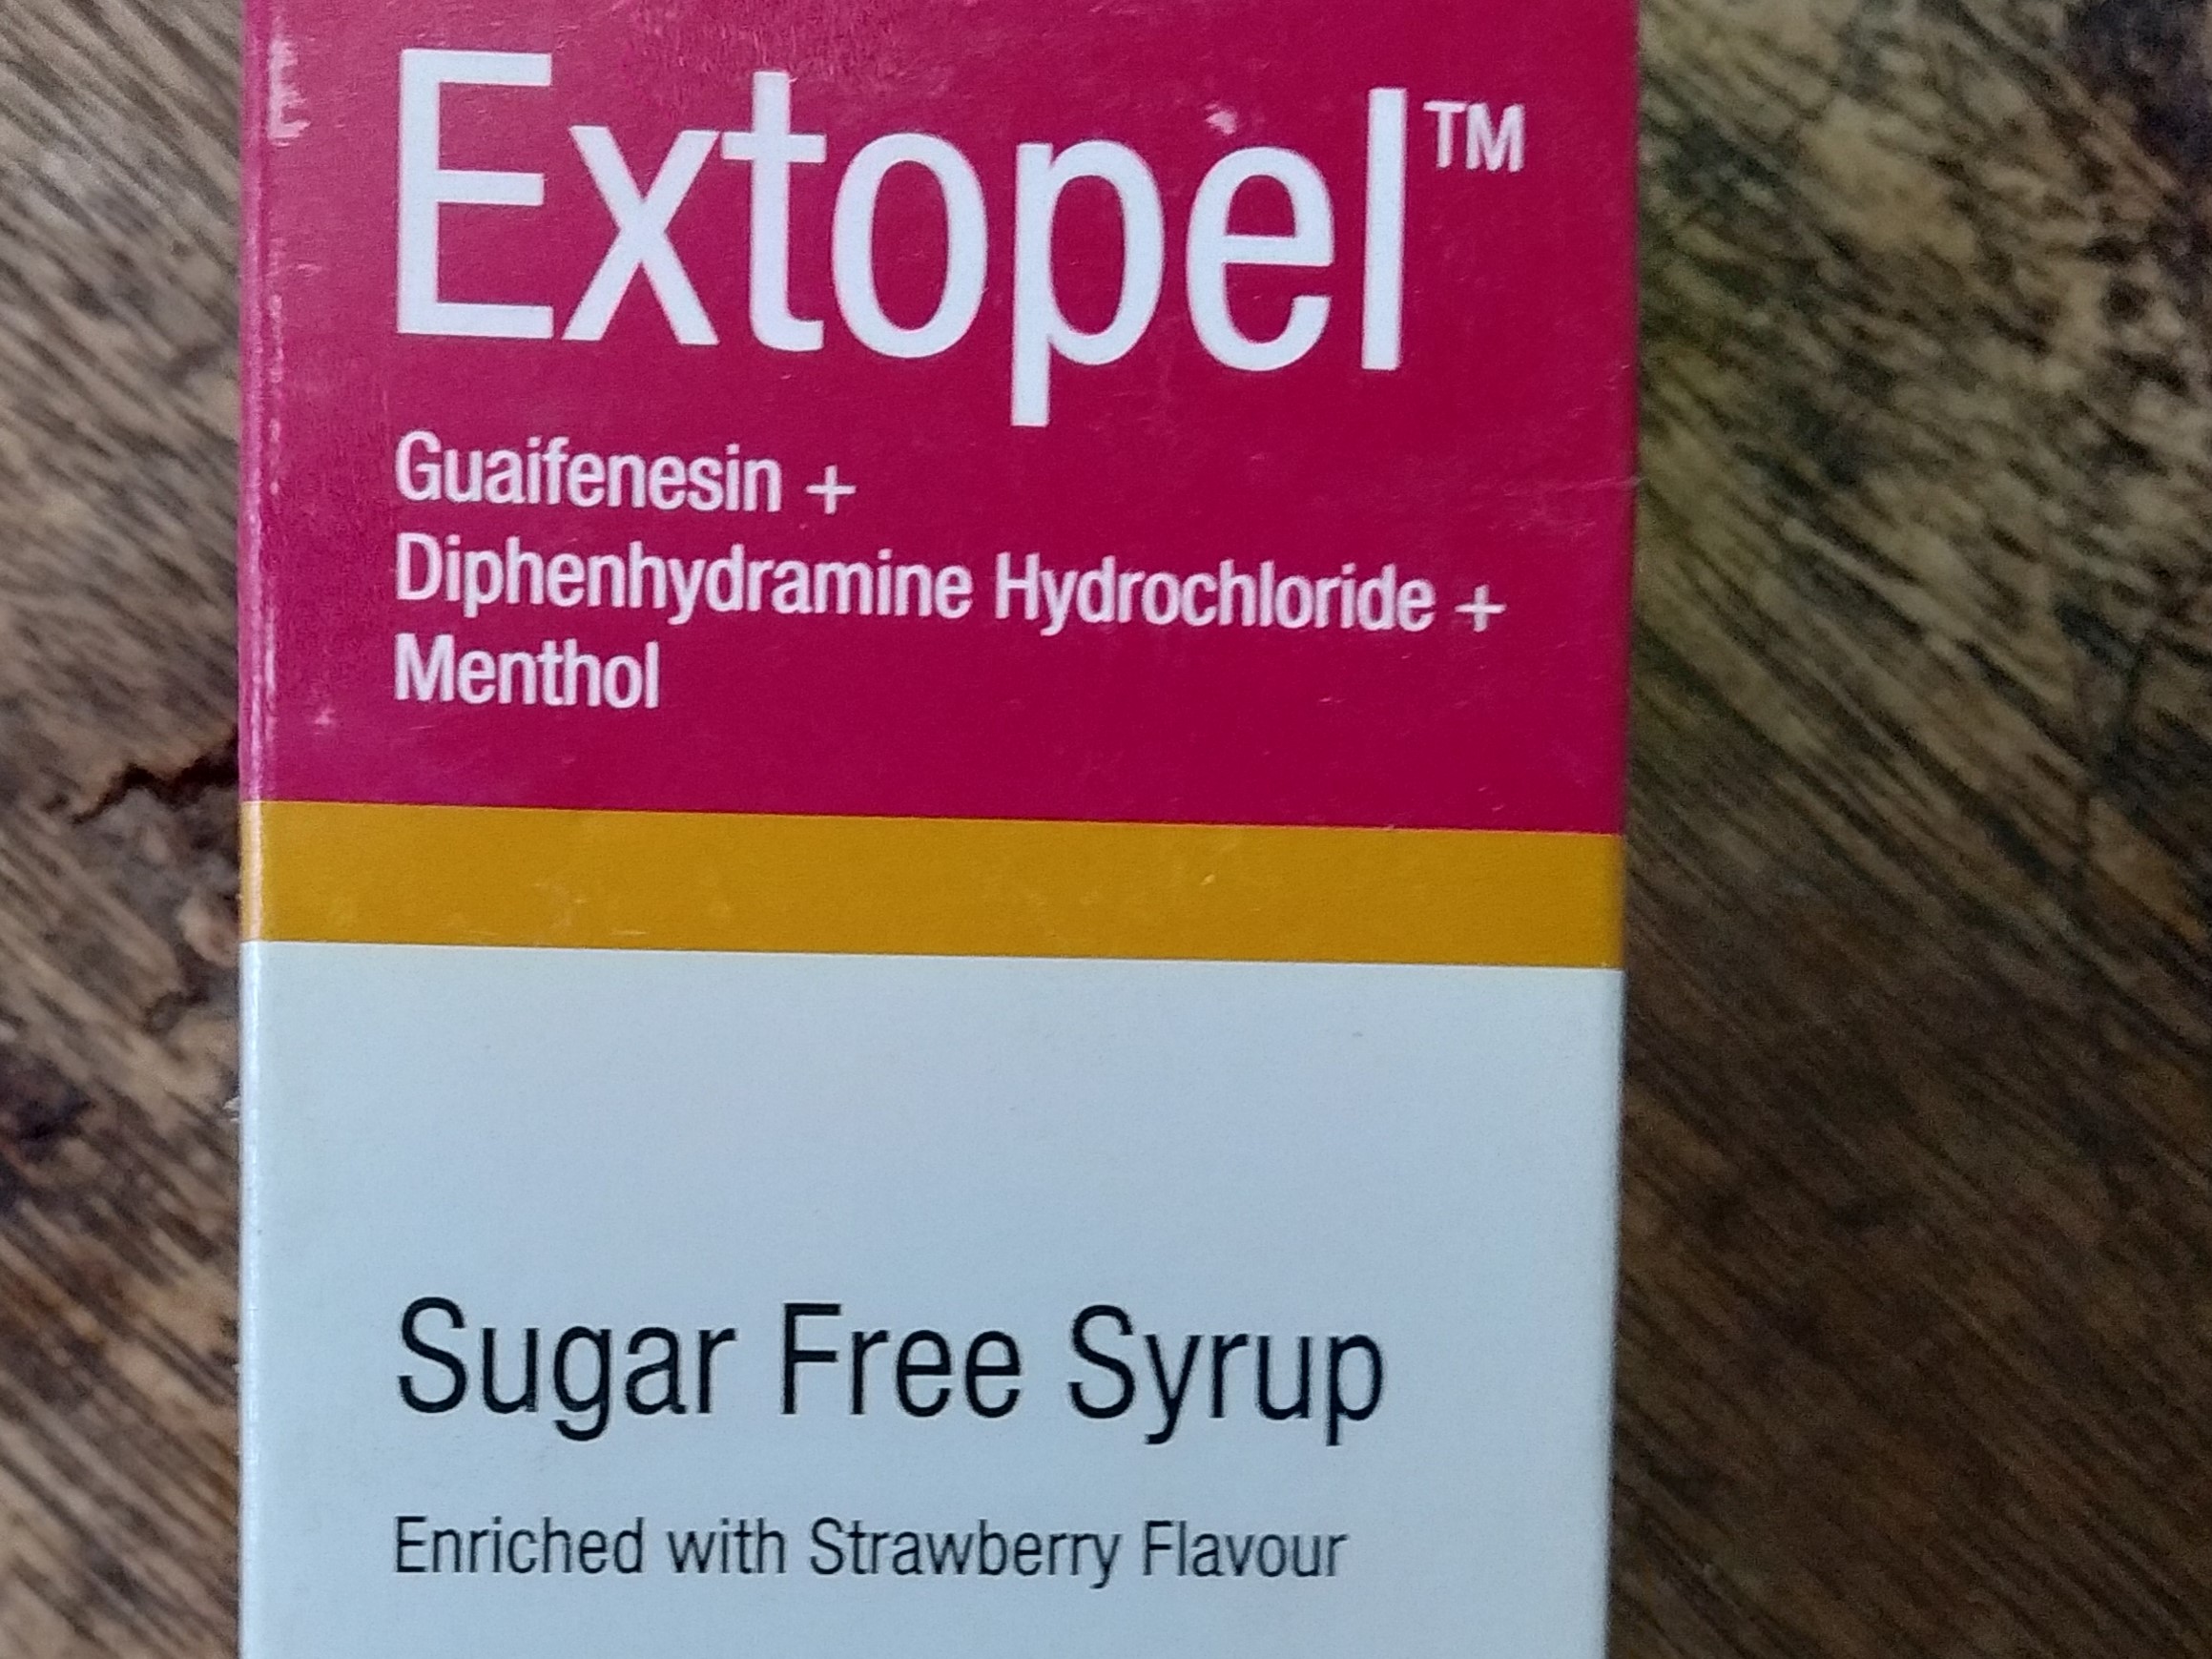 Extopel™
Guaifenesin +
Diphenhydramine Hydrochloride +
Menthol
Sugar Free Syrup
Enriched with Strawberry Flavour